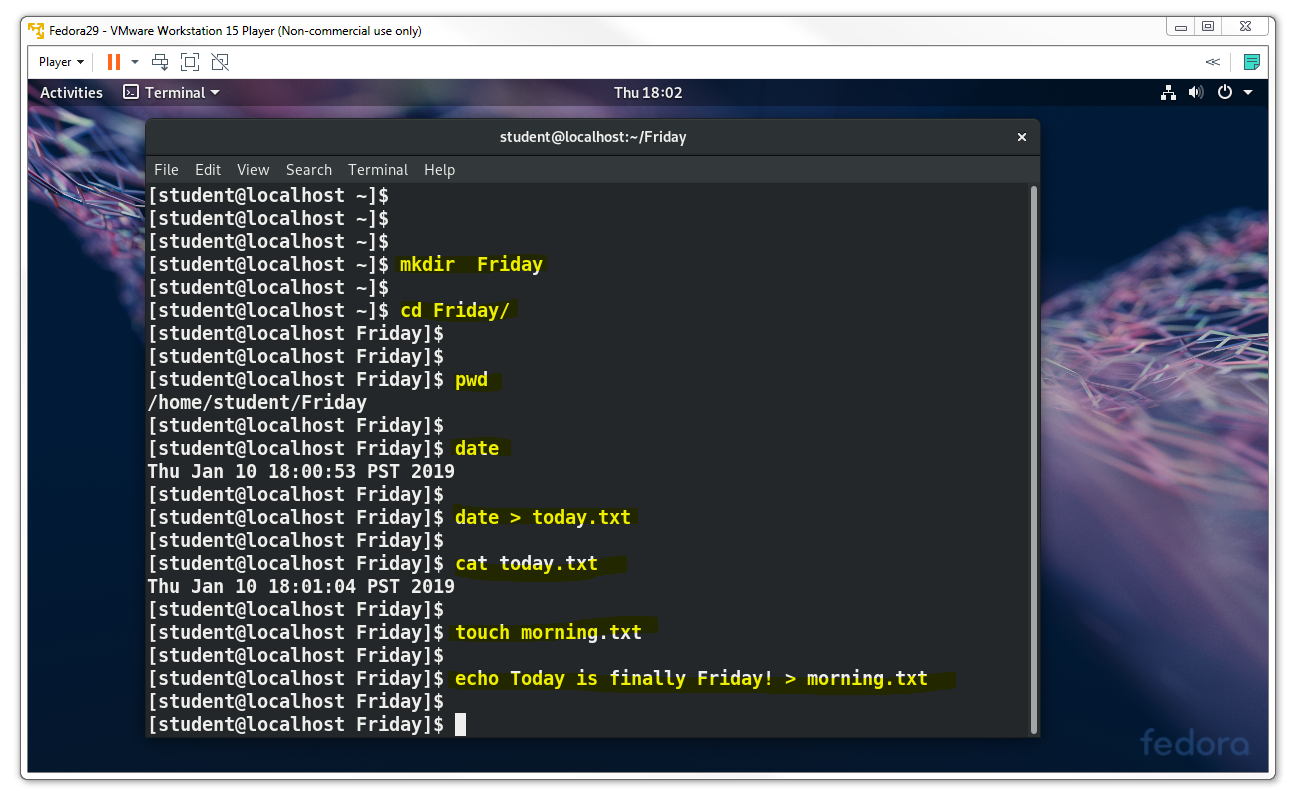 Fedora29 - VMware Workstation 15 Player (Non-commercial use only)
Player
Activities Terminal Thu 18:02
student@localhost:~/Friday
File Edit View Search Terminal Help
[student@localhost ~]$
[student@localhost ~]$
[student@localhost ~]$
[student@localhost ~]$ mkdir  Friday
[student@localhost ~]$
[student@localhost ~]$ cd Friday/
[student@localhost Friday]$
[student@localhost Friday]$
[student@localhost Friday]$ pwd
/home/student/Friday
[student@localhost Friday]$
[student@localhost Friday]$ date
Thu Jan 10 18:00:53 PST 2019
[student@localhost Friday]$
[student@localhost Friday]$ date > today.txt
[student@localhost Friday]$
[student@localhost Friday]$ cat today.txt
Thu Jan 10 18:01:04 PST 2019
[student@localhost Friday]$
[student@localhost Friday]$ touch morning.txt
[student@localhost Friday]$
[student@localhost Friday]$ echo Today is finally Friday! > morning.txt
[student@localhost Friday]$
[student@localhost Friday]$
fedora